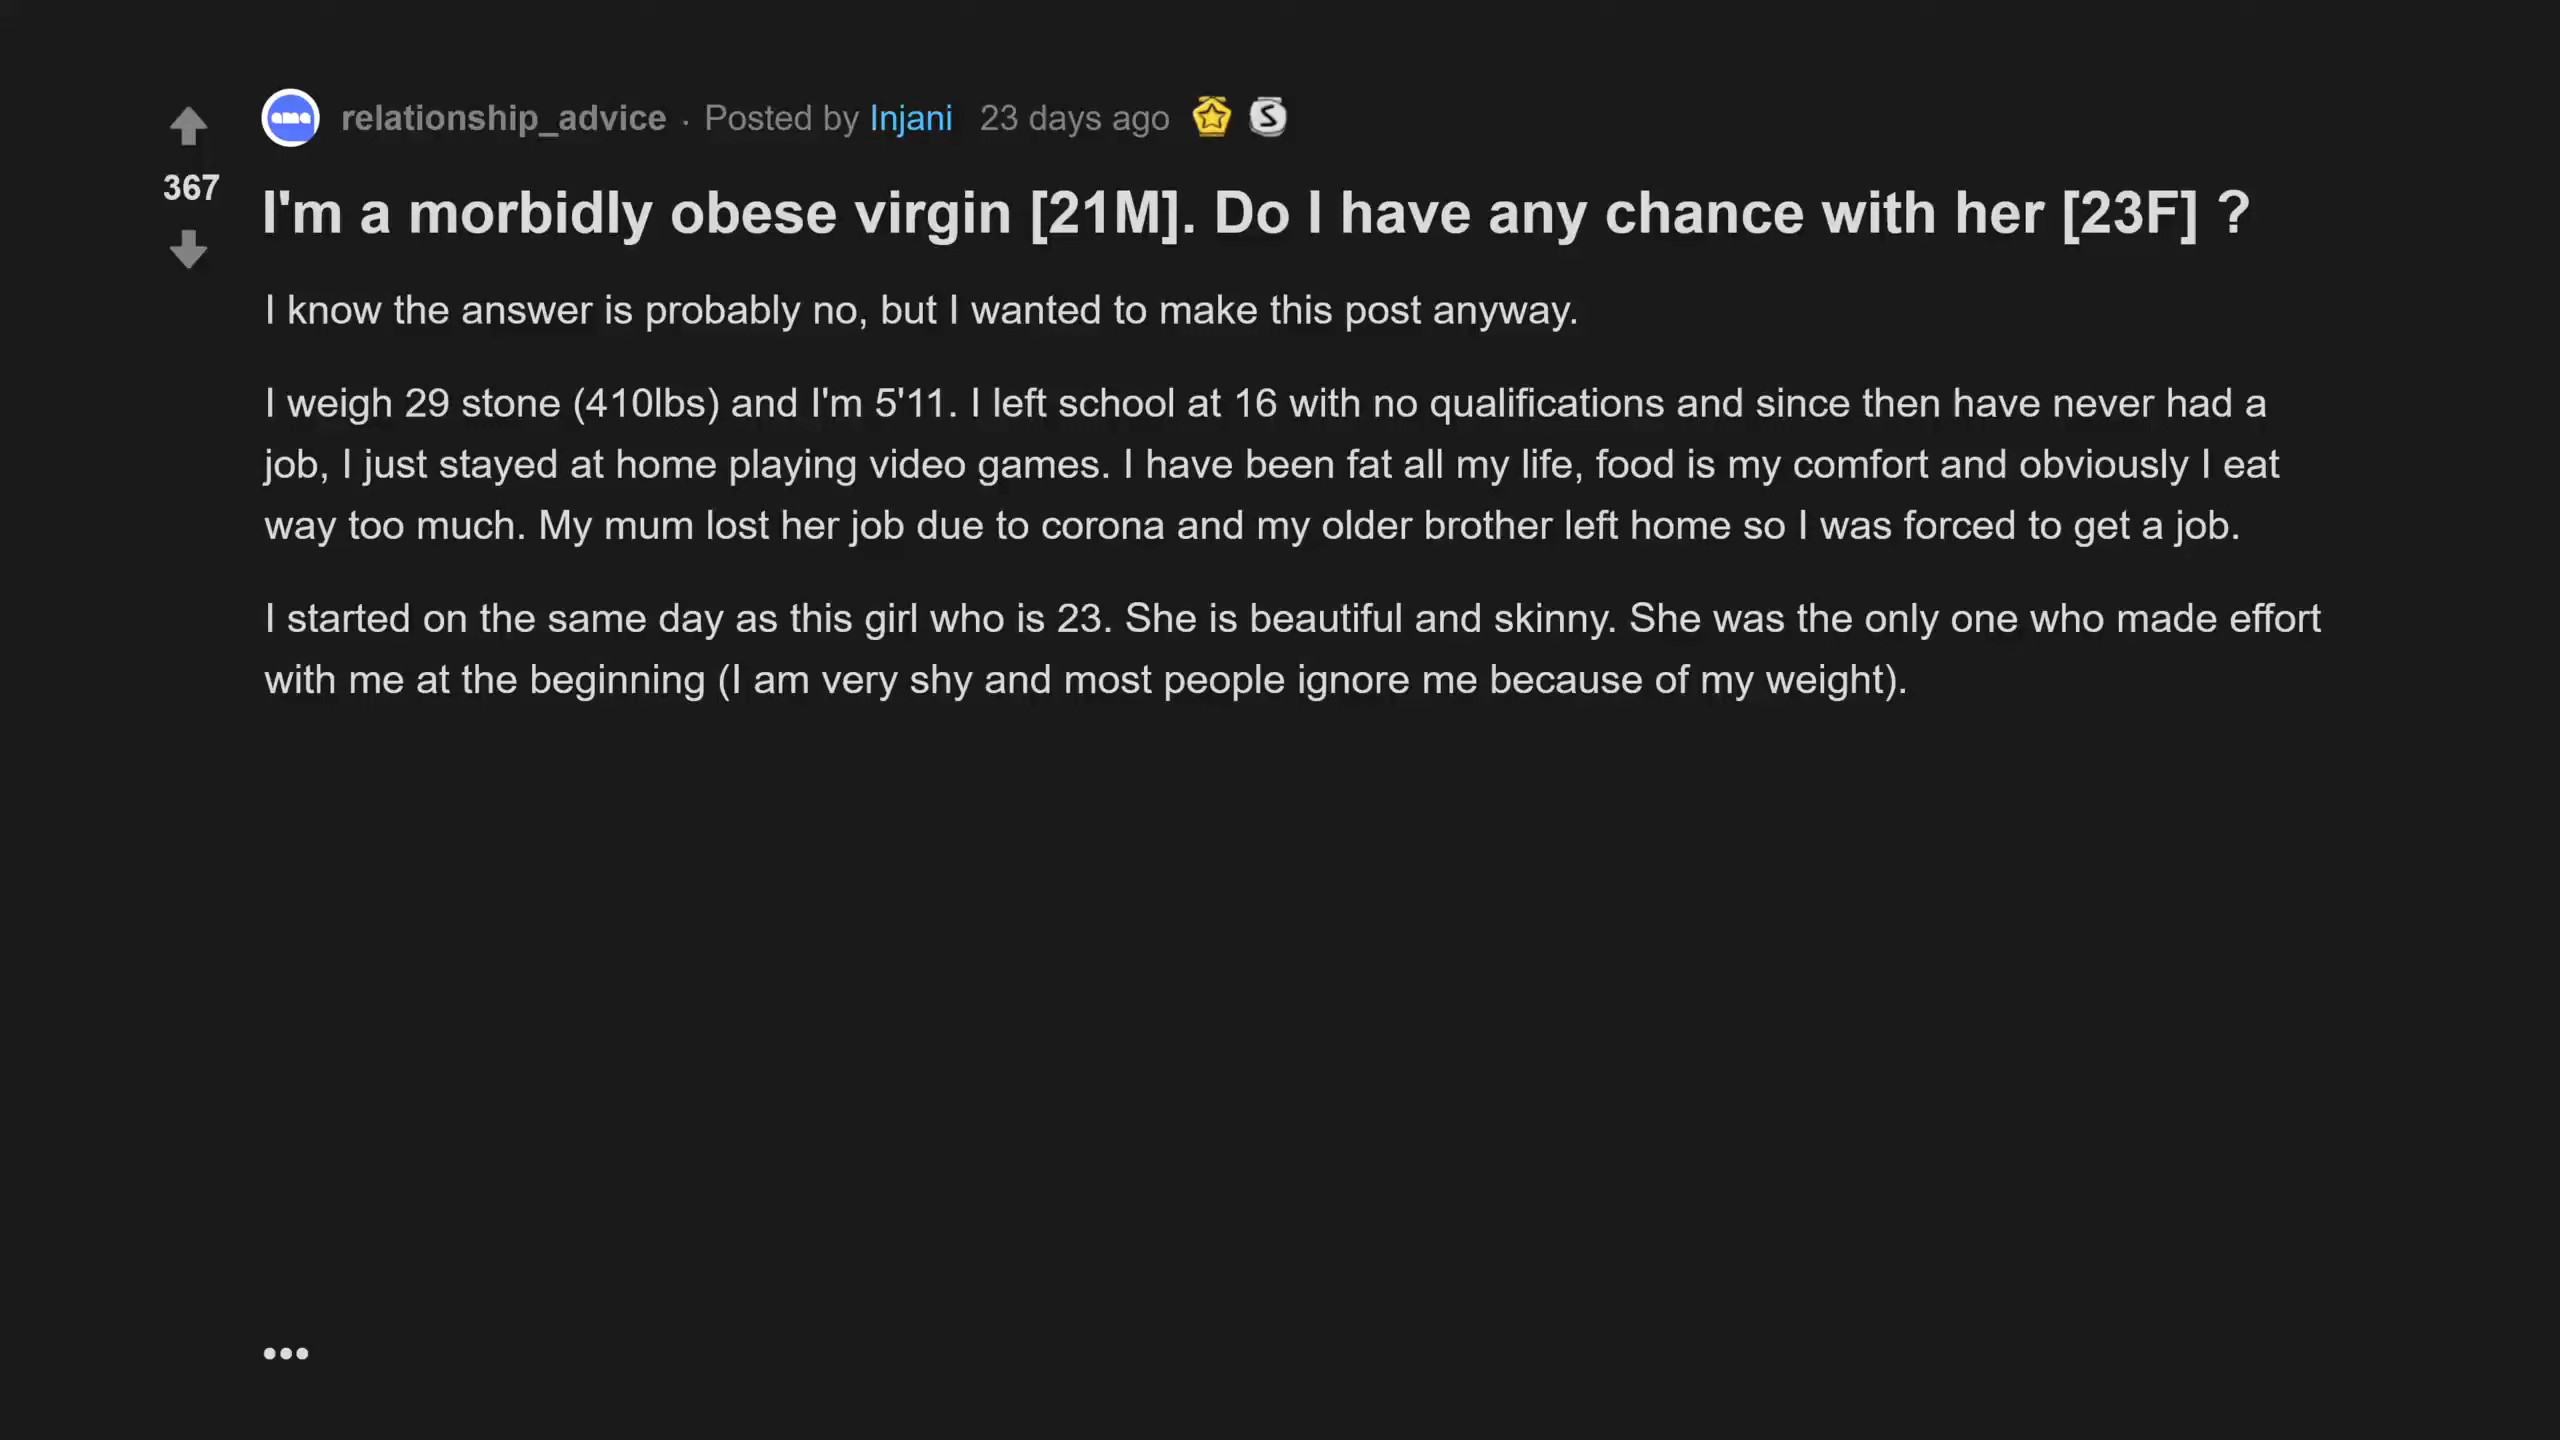 ama relationship_advice · Posted by Injani 23 days ago S
367
I'm a morbidly obese virgin [21M]. Do I have any chance with her [23F] ?
I know the answer is probably no, but I wanted to make this post anyway.
I weigh 29 stone (410lbs) and I'm 5'11. I left school at 16 with no qualifications and since then have never had a
job, I just stayed at home playing video games. I have been fat all my life, food is my comfort and obviously I eat
way too much. My mum lost her job due to corona and my older brother left home so I was forced to get a job.
I started on the same day as this girl who is 23. She is beautiful and skinny. She was the only one who made effort
with me at the beginning (I am very shy and most people ignore me because of my weight).
•••